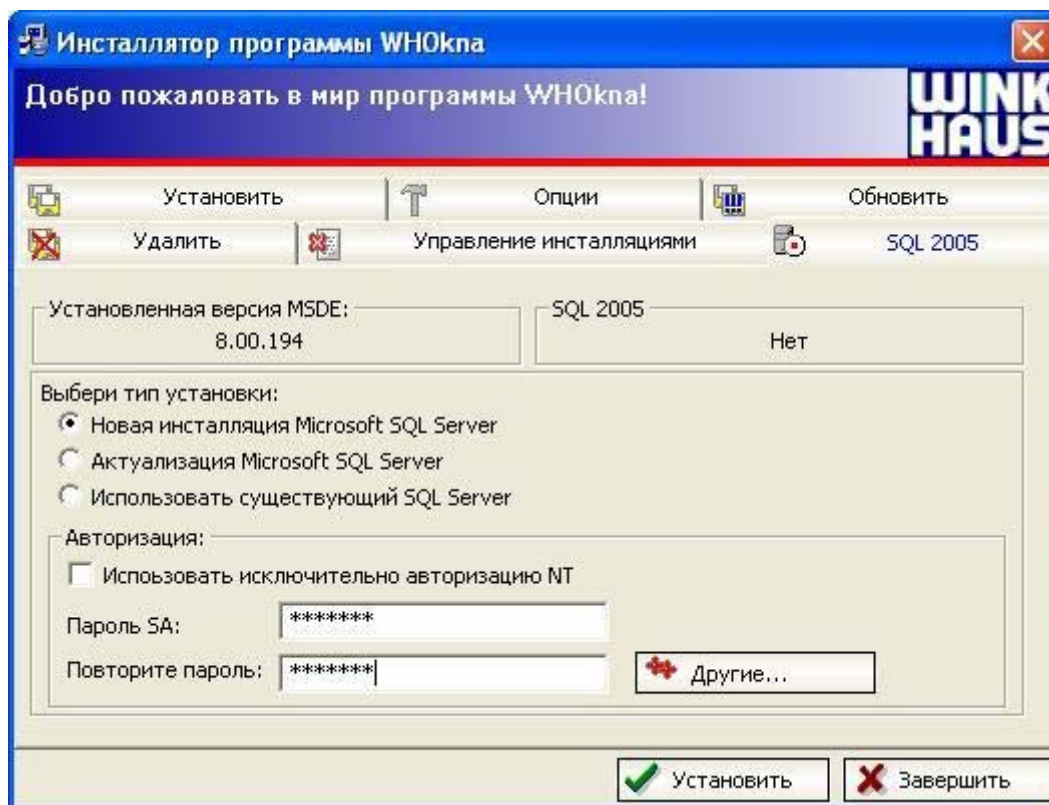 Инсталлятор программы WHOkna
Добро пожаловать в мир программы WHOkna!
WINK
HAUS
Установить
Опции
Обновить
Удалить
Управление инсталляциями
SQL 2005
Установленная версия MSDE:
8.00.194
SQL 2005
Нет
Выбери тип установки:
Новая инсталляция Microsoft SQL Server
Актуализация Microsoft SQL Server
Использовать существующий SQL Server
Авторизация:
Испоьзовать исключительно авторизацию NT
Пароль SA:
*******
Повторите пароль:
*******
Другие...
Установить
Завершить